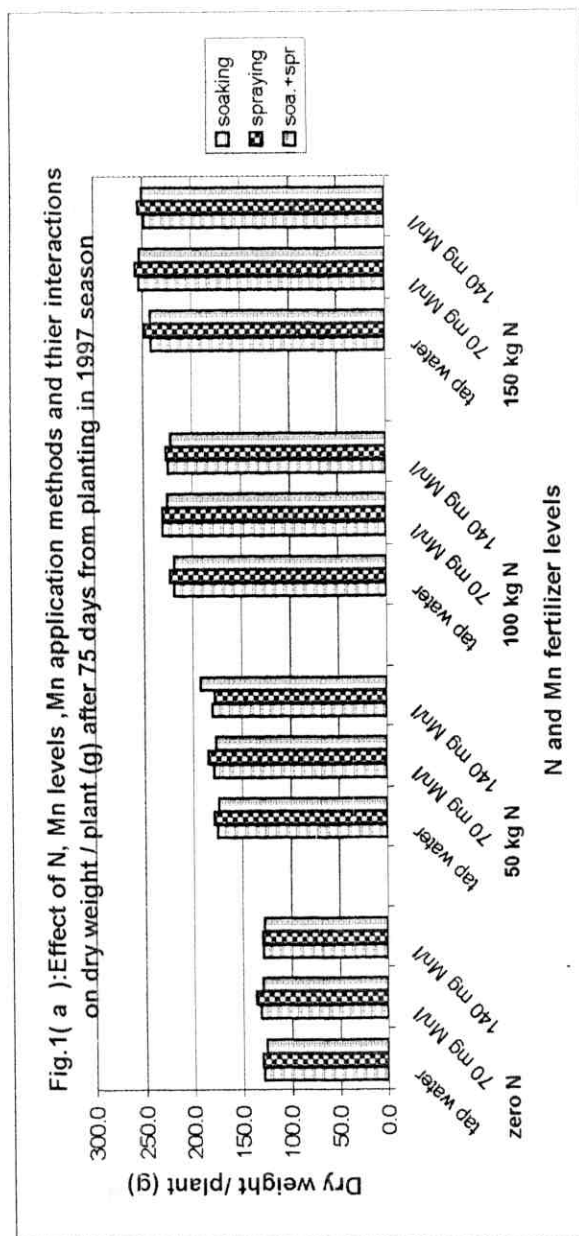 Fig.1( a ):Effect of N, Mn levels ,Mn application methods and thier interactions
on dry weight / plant (g) after 75 days from planting in 1997 season
Dry weight / plant (g)
300.0
250.0
200.0
150.0
100.0
50.0
0.0
tap water
70 mg Mn/l
140 mg Mn/l
tap water
70 mg Mn/l
140 mg Mn/l
tap water
70 mg Mn/l
140 mg Mn/l
tap water
70 mg Mn/l
140 mg Mn/l
zero N
50 kg N
100 kg N
150 kg N
N and Mn fertilizer levels
soaking
spraying
soa.+spr